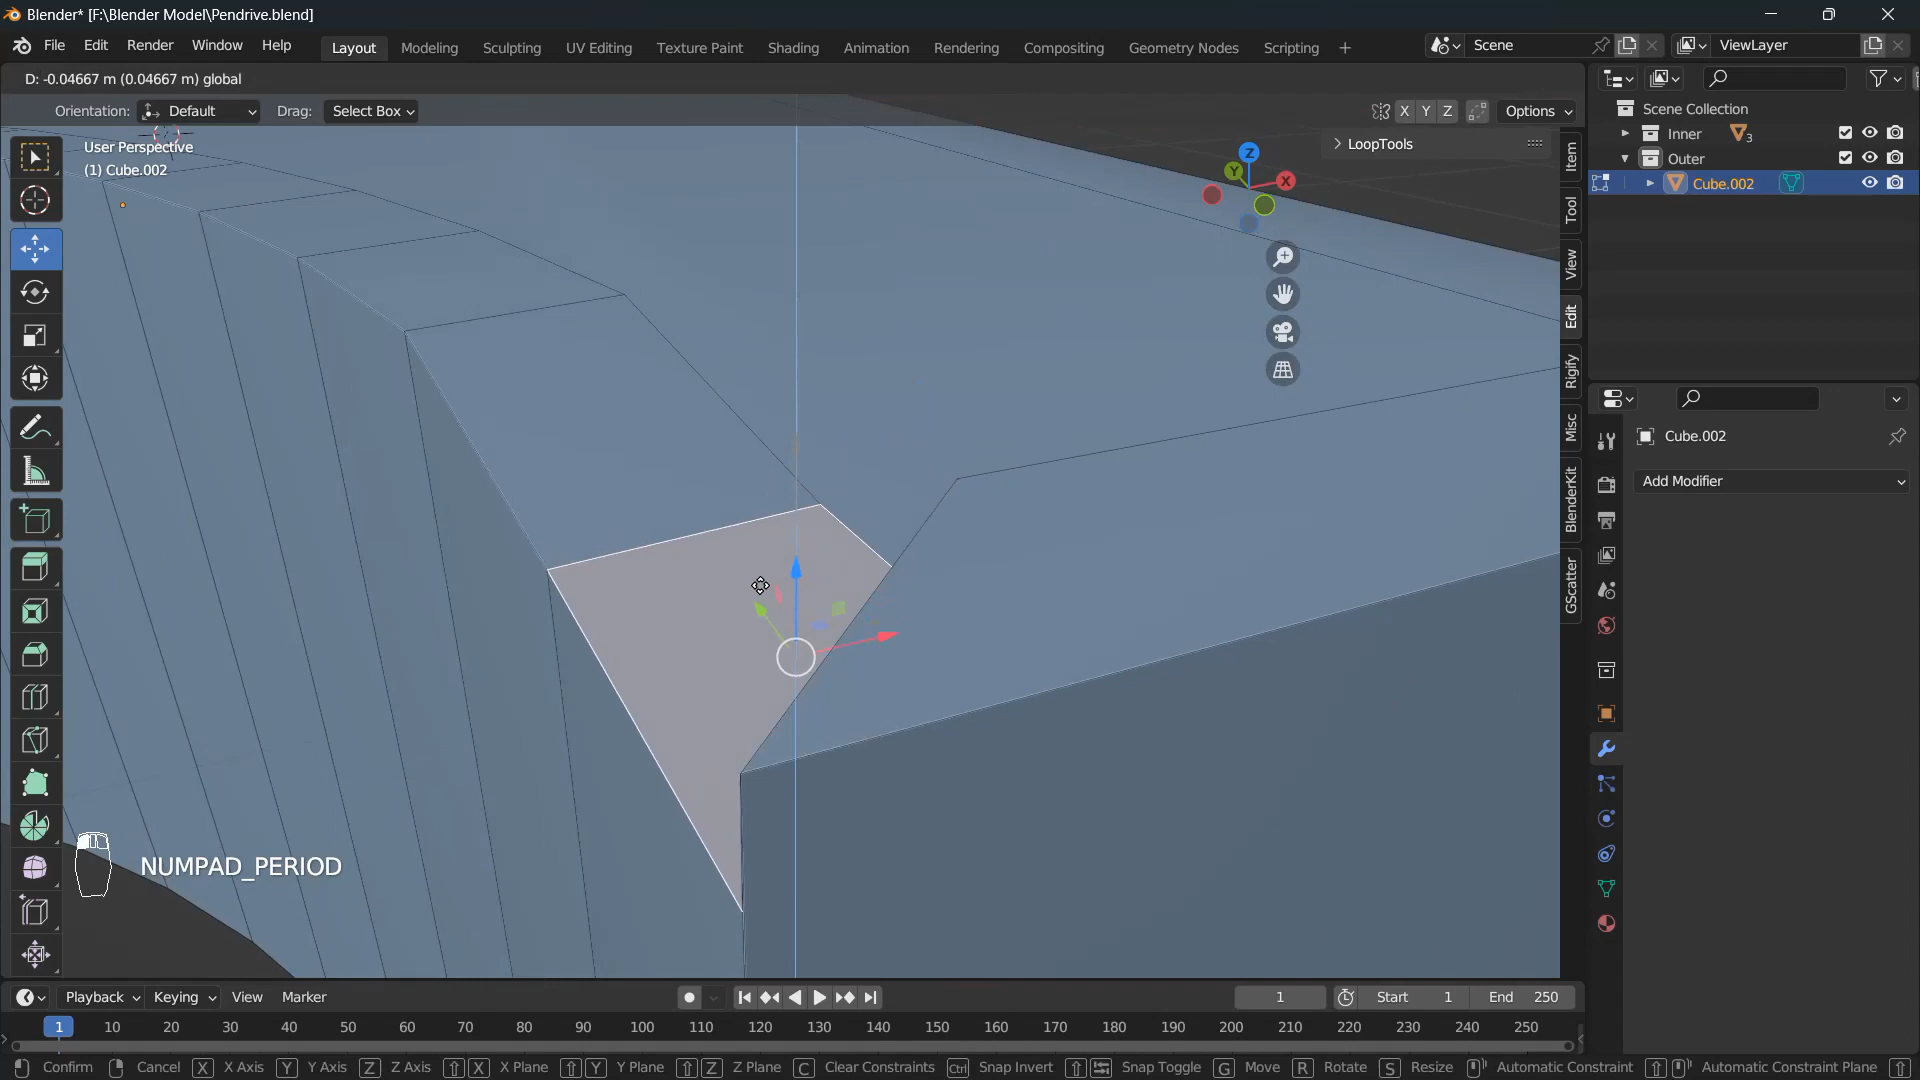 Blender* [F:\Blender Model\Pendrive.blend]
File Edit Render Window Help Layout Modeling Sculpting UV Editing Texture Paint Shading Animation Rendering Compositing Geometry Nodes Scripting Scene ViewLayer
D: -0.04667 m (0.04667 m) global
Orientation: Default Drag: Select Box X Y Z Options
Scene Collection
Inner 3
Outer
Cube.002
User Perspective
(1) Cube.002
LoopTools
Z
Y
X
Item
Tool
View
Edit
Rigify
Misc
BlenderKit
GScatter
Cube.002
Add Modifier
NUMPAD_PERIOD
Playback Keying View Marker 1 Start 1 End 250
1 10 20 30 40 50 60 70 80 90 100 110 120 130 140 150 160 170 180 190 200 210 220 230 240 250
Confirm Cancel X X Axis Y Y Axis Z Z Axis X X Plane Y Y Plane Z Z Plane C Clear Constraints Ctrl Snap Invert Snap Toggle G Move R Rotate S Resize Automatic Constraint Automatic Constraint Plane